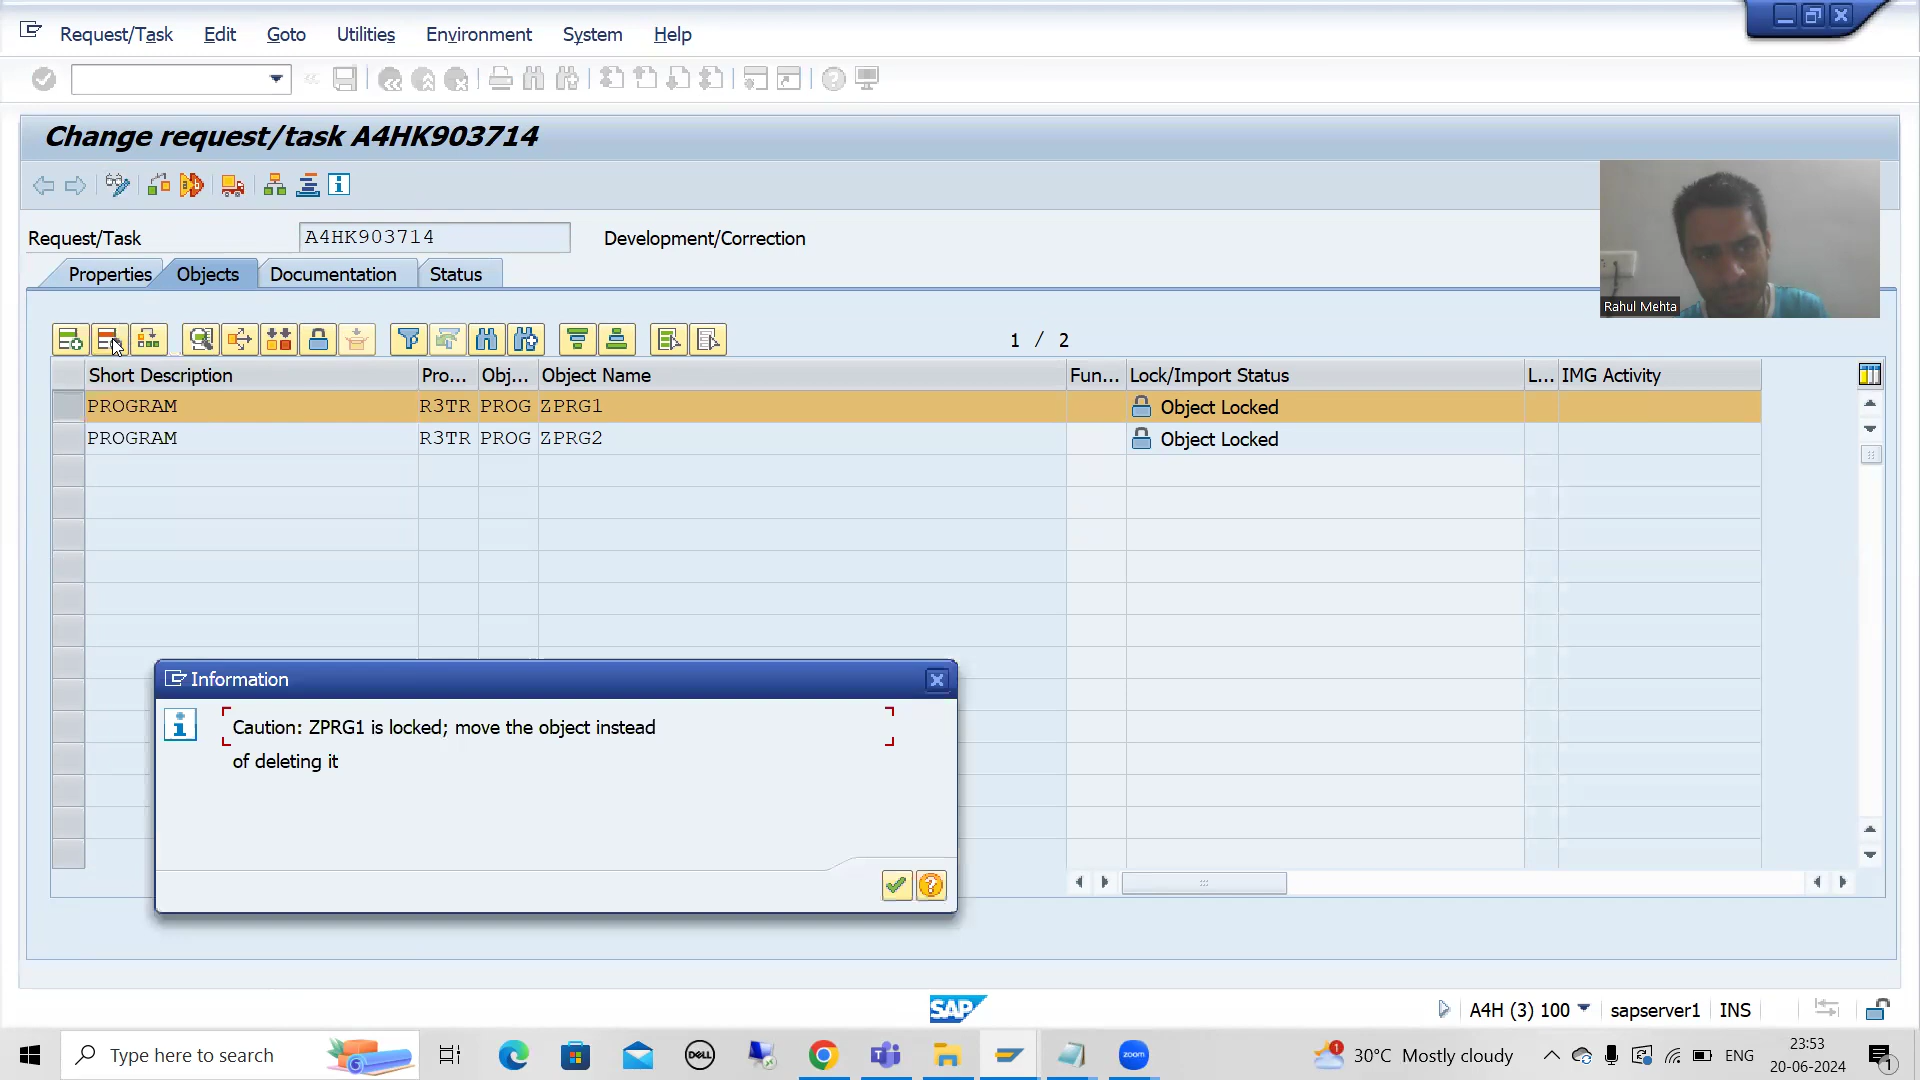 Request/Task Edit Goto Utilities Environment System Help
Change request/task A4HK903714
Request/Task A4HK903714 Development/Correction
Properties Objects Documentation Status
Rahul Mehta
1 / 2
Short Description Pro... Obj... Object Name Fun... Lock/Import Status L... IMG Activity
PROGRAM R3TR PROG ZPRG1 Object Locked
PROGRAM R3TR PROG ZPRG2 Object Locked
Information
Caution: ZPRG1 is locked; move the object instead
of deleting it
SAP
A4H (3) 100 sapserver1 INS
Type here to search
DELL
zoom
1
30°C Mostly cloudy
ENG
23:53
20-06-2024
1